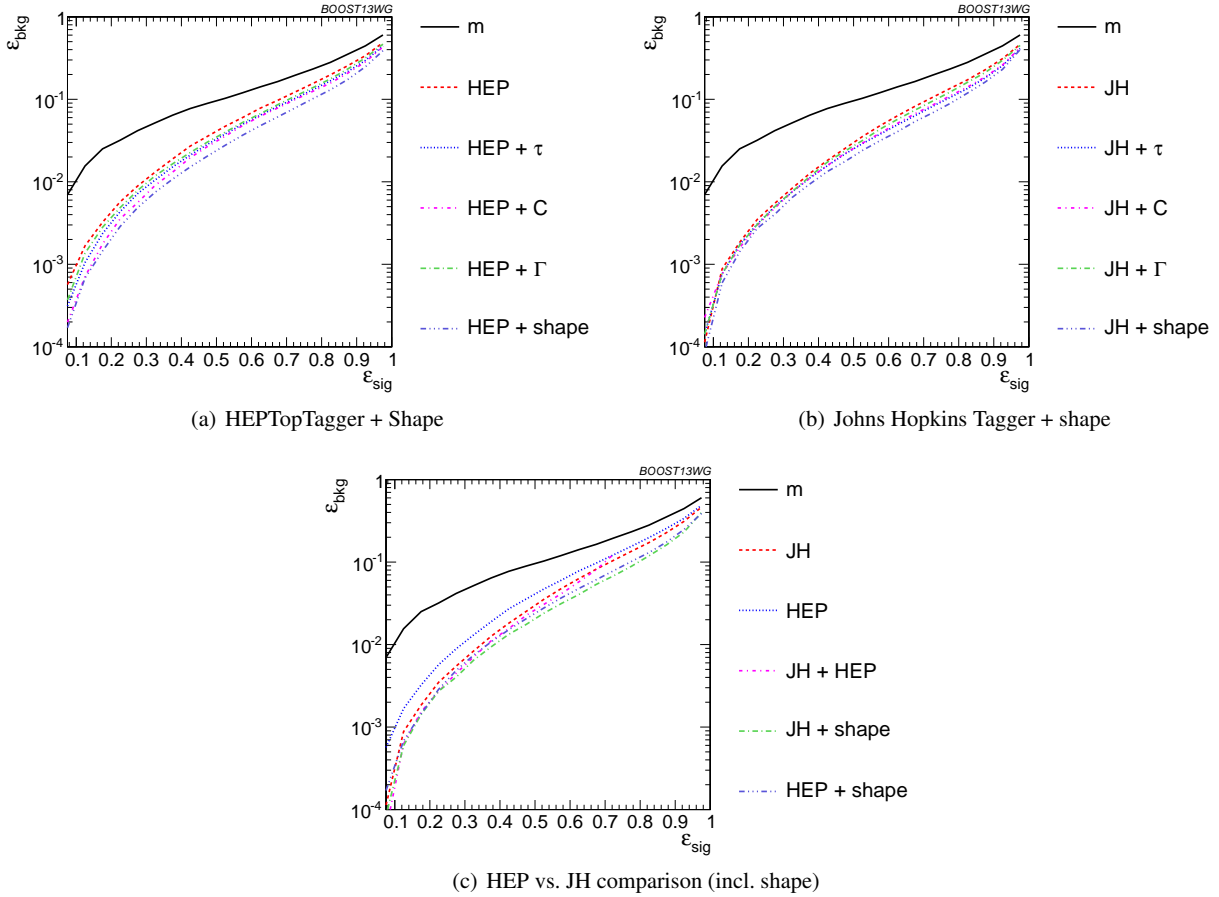 BOOST13WG
ε_bkg
1
10^-1
10^-2
10^-3
10^-4
0.1 0.2 0.3 0.4 0.5 0.6 0.7 0.8 0.9 1
ε_sig
m
HEP
HEP + τ
HEP + C
HEP + Γ
HEP + shape
(a) HEPTopTagger + Shape
BOOST13WG
ε_bkg
1
10^-1
10^-2
10^-3
10^-4
0.1 0.2 0.3 0.4 0.5 0.6 0.7 0.8 0.9 1
ε_sig
m
JH
JH + τ
JH + C
JH + Γ
JH + shape
(b) Johns Hopkins Tagger + shape
BOOST13WG
ε_bkg
1
10^-1
10^-2
10^-3
10^-4
0.1 0.2 0.3 0.4 0.5 0.6 0.7 0.8 0.9 1
ε_sig
m
JH
HEP
JH + HEP
JH + shape
HEP + shape
(c) HEP vs. JH comparison (incl. shape)